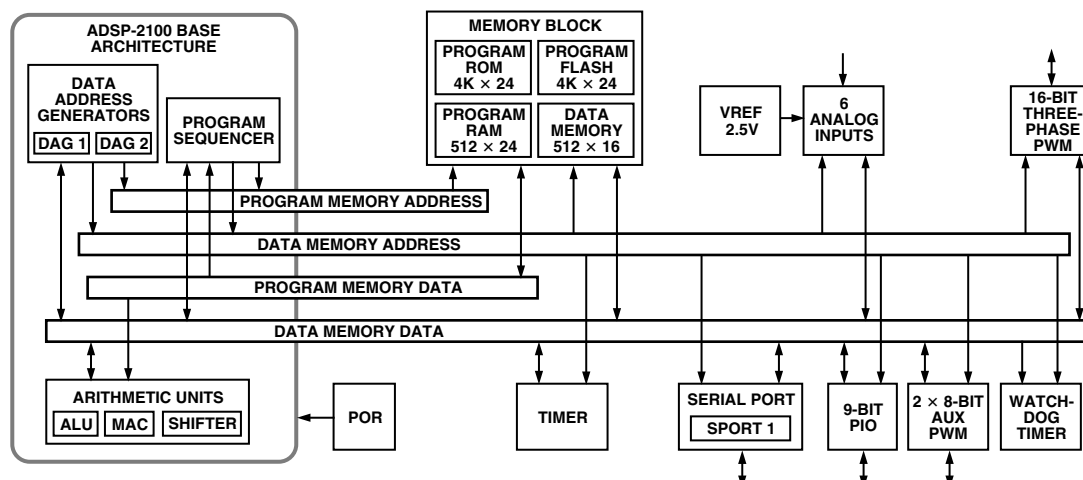 ADSP-2100 BASE
ARCHITECTURE
DATA
ADDRESS
GENERATORS
DAG 1
DAG 2
PROGRAM
SEQUENCER
MEMORY BLOCK
PROGRAM
ROM
4K × 24
PROGRAM
FLASH
4K × 24
PROGRAM
RAM
512 × 24
DATA
MEMORY
512 × 16
VREF
2.5V
6
ANALOG
INPUTS
16-BIT
THREE-
PHASE
PWM
PROGRAM MEMORY ADDRESS
DATA MEMORY ADDRESS
PROGRAM MEMORY DATA
DATA MEMORY DATA
ARITHMETIC UNITS
ALU
MAC
SHIFTER
POR
TIMER
SERIAL PORT
SPORT 1
9-BIT
PIO
2 × 8-BIT
AUX
PWM
WATCH-
DOG
TIMER